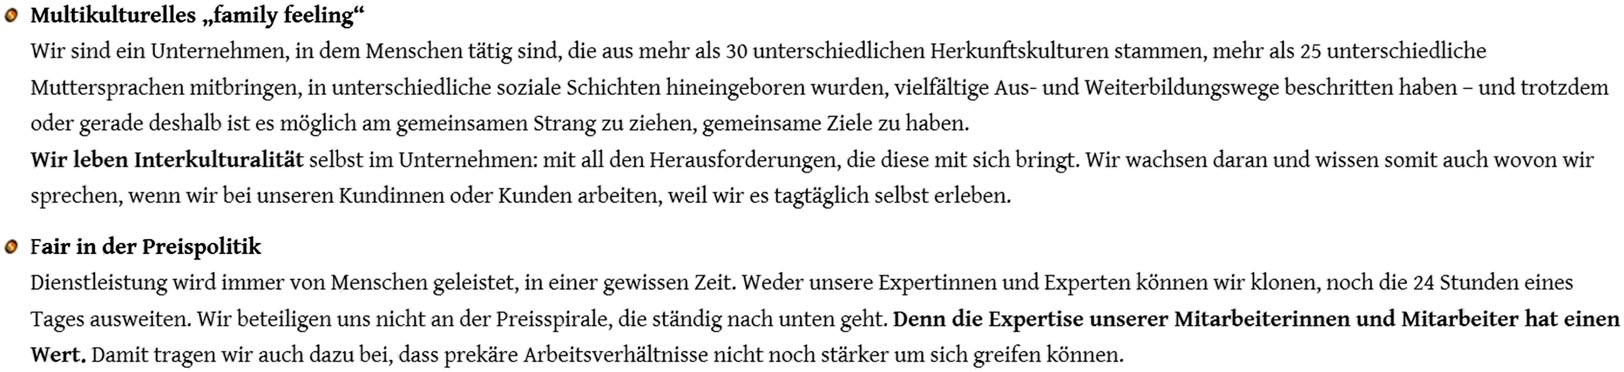 Multikulturelles „family feeling“
Wir sind ein Unternehmen, in dem Menschen tätig sind, die aus mehr als 30 unterschiedlichen Herkunftskulturen stammen, mehr als 25 unterschiedliche
Muttersprachen mitbringen, in unterschiedliche soziale Schichten hineingeboren wurden, vielfältige Aus- und Weiterbildungswege beschritten haben – und trotzdem
oder gerade deshalb ist es möglich am gemeinsamen Strang zu ziehen, gemeinsame Ziele zu haben.
Wir leben Interkulturalität selbst im Unternehmen: mit all den Herausforderungen, die diese mit sich bringt. Wir wachsen daran und wissen somit auch wovon wir
sprechen, wenn wir bei unseren Kundinnen oder Kunden arbeiten, weil wir es tagtäglich selbst erleben.
Fair in der Preispolitik
Dienstleistung wird immer von Menschen geleistet, in einer gewissen Zeit. Weder unsere Expertinnen und Experten können wir klonen, noch die 24 Stunden eines
Tages ausweiten. Wir beteiligen uns nicht an der Preisspirale, die ständig nach unten geht. Denn die Expertise unserer Mitarbeiterinnen und Mitarbeiter hat einen
Wert. Damit tragen wir auch dazu bei, dass prekäre Arbeitsverhältnisse nicht noch stärker um sich greifen können.